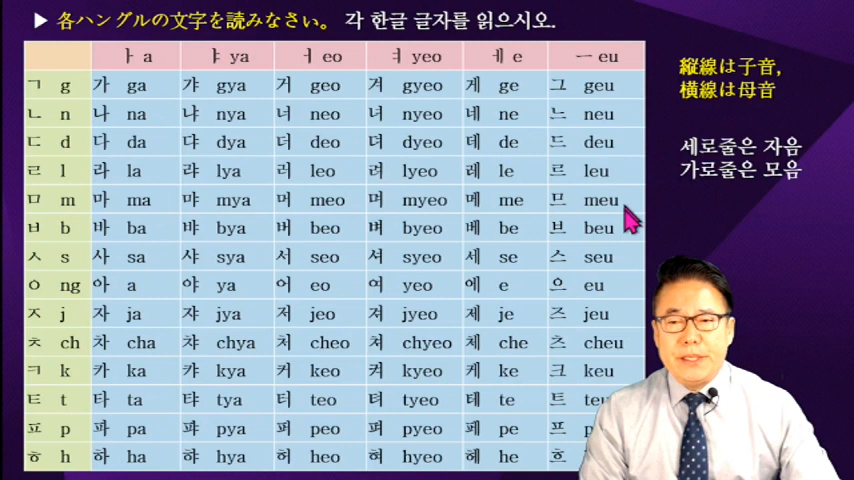 ▶ 各ハングルの文字を読みなさい。 각 한글 글자를 읽으시오.
ㅏ a ㅑ ya ㅓ eo ㅕ yeo ㅔ e ㅡ eu
ㄱ g 가 ga 갸 gya 거 geo 겨 gyeo 게 ge 그 geu
ㄴ n 나 na 냐 nya 너 neo 녀 nyeo 네 ne 느 neu
ㄷ d 다 da 댜 dya 더 deo 뎌 dyeo 데 de 드 deu
ㄹ l 라 la 랴 lya 러 leo 려 lyeo 레 le 르 leu
ㅁ m 마 ma 먀 mya 머 meo 며 myeo 메 me 므 meu
ㅂ b 바 ba 뱌 bya 버 beo 벼 byeo 베 be 브 beu
ㅅ s 사 sa 샤 sya 서 seo 셔 syeo 세 se 스 seu
ㅇ ng 아 a 야 ya 어 eo 여 yeo 에 e 으 eu
ㅈ j 자 ja 쟈 jya 저 jeo 져 jyeo 제 je 즈 jeu
ㅊ ch 차 cha 챠 chya 처 cheo 쳐 chyeo 체 che 츠 cheu
ㅋ k 카 ka 캬 kya 커 keo 켜 kyeo 케 ke 크 keu
ㅌ t 타 ta 탸 tya 터 teo 텨 tyeo 테 te 트 teu
ㅍ p 파 pa 퍄 pya 퍼 peo 펴 pyeo 페 pe 프
ㅎ h 하 ha 햐 hya 허 heo 혀 hyeo 헤 he 흐
縦線は子音,
横線は母音
세로줄은 자음
가로줄은 모음